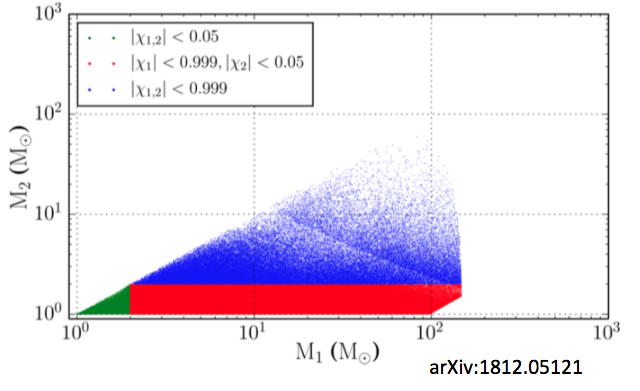 10³
|χ₁,₂| < 0.05
|χ₁| < 0.999, |χ₂| < 0.05
|χ₁,₂| < 0.999
10²
M₂ (M☉)
10¹
10⁰
10⁰ 10¹ 10² 10³
M₁ (M☉)
arXiv:1812.05121